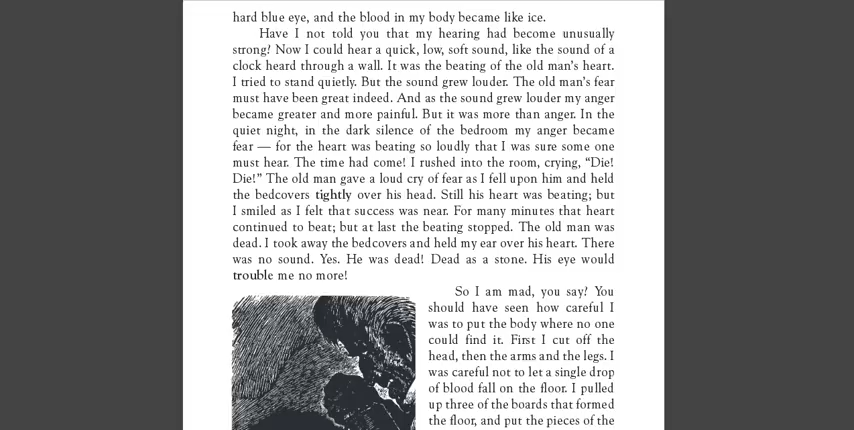 hard blue eye, and the blood in my body became like ice.
Have I not told you that my hearing had become unusually
strong? Now I could hear a quick, low, soft sound, like the sound of a
clock heard through a wall. It was the beating of the old man’s heart.
I tried to stand quietly. But the sound grew louder. The old man’s fear
must have been great indeed. And as the sound grew louder my anger
became greater and more painful. But it was more than anger. In the
quiet night, in the dark silence of the bedroom my anger became
fear — for the heart was beating so loudly that I was sure some one
must hear. The time had come! I rushed into the room, crying, “Die!
Die!” The old man gave a loud cry of fear as I fell upon him and held
the bedcovers tightly over his head. Still his heart was beating; but
I smiled as I felt that success was near. For many minutes that heart
continued to beat; but at last the beating stopped. The old man was
dead. I took away the bedcovers and held my ear over his heart. There
was no sound. Yes. He was dead! Dead as a stone. His eye would
trouble me no more!
So I am mad, you say? You
should have seen how careful I
was to put the body where no one
could find it. First I cut off the
head, then the arms and the legs. I
was careful not to let a single drop
of blood fall on the floor. I pulled
up three of the boards that formed
the floor, and put the pieces of the